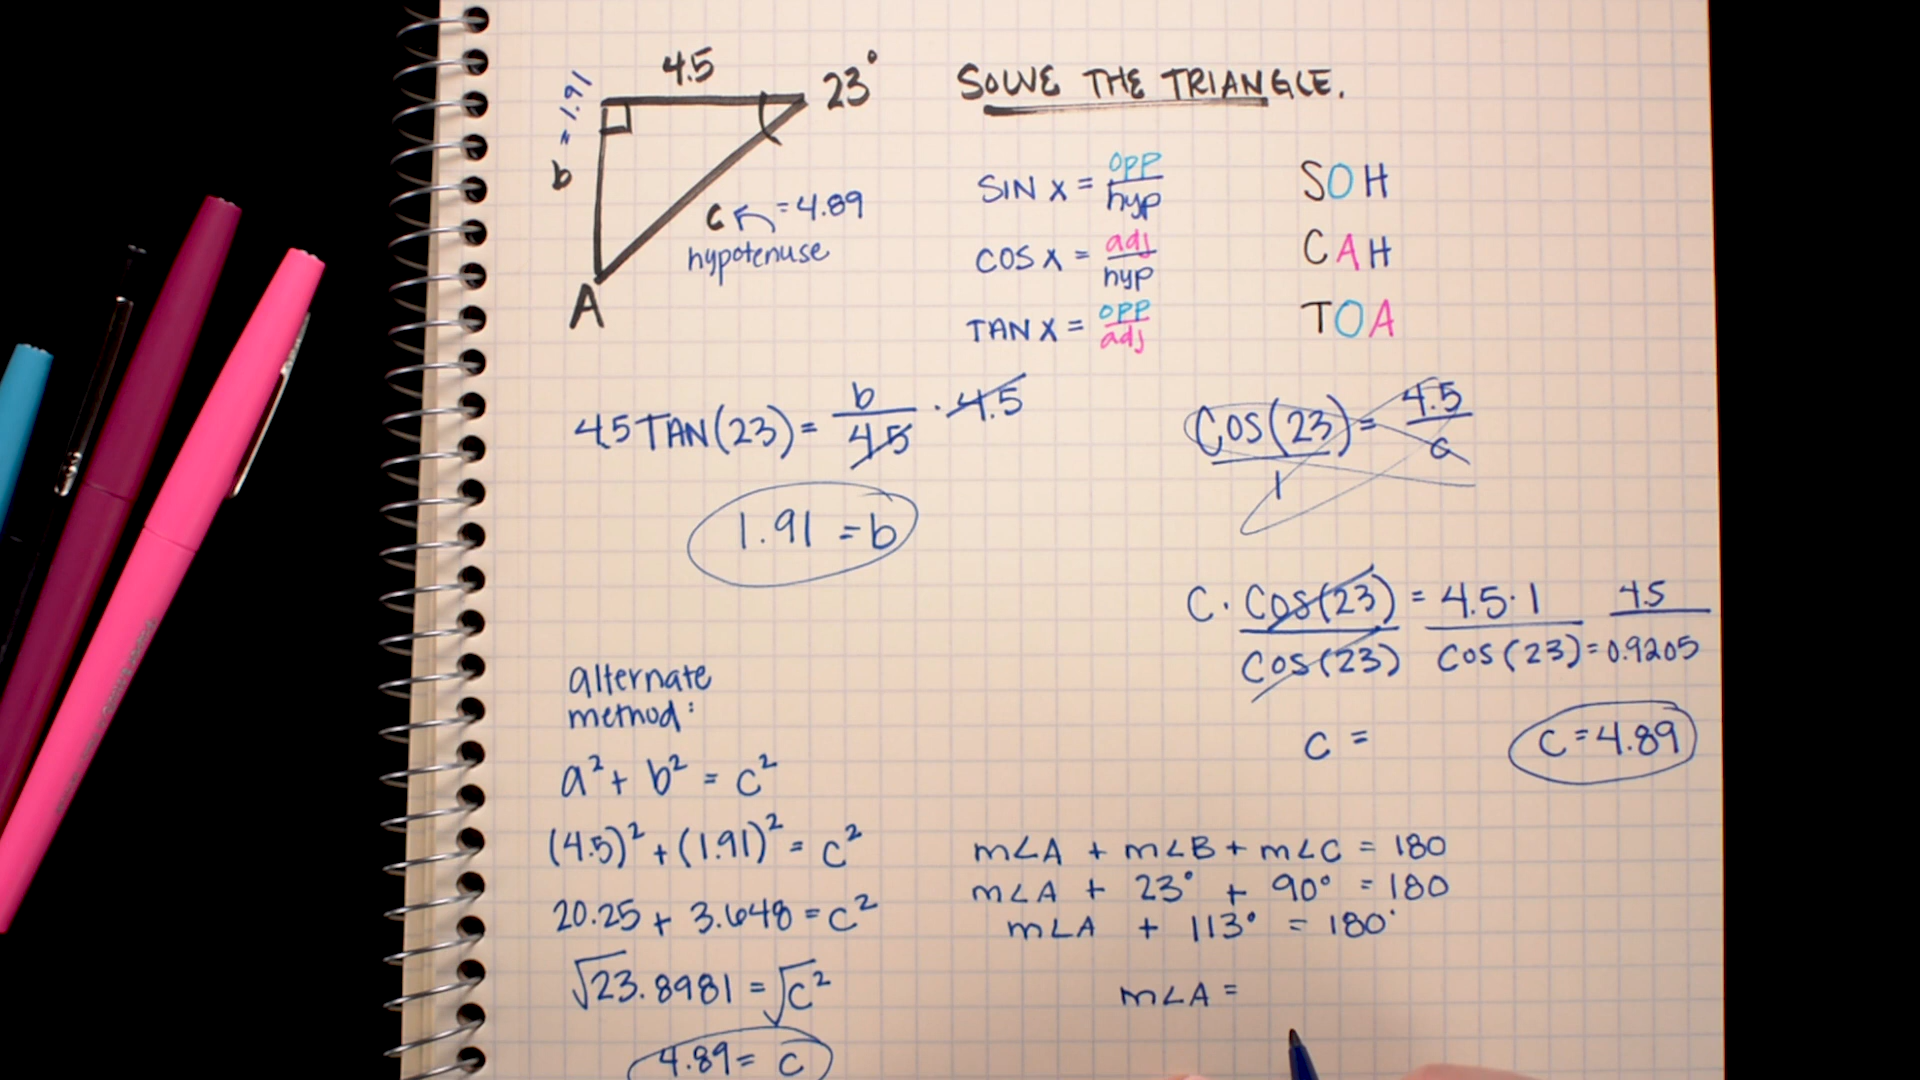 4.5
23°
SOLVE THE TRIANGLE.
= 1.91
b
c = 4.89
hypotenuse
A
SIN x = opp/hyp
SOH
COS x = adj/hyp
CAH
TAN x = opp/adj
TOA
4.5 TAN(23) = b/4.5 · 4.5
1.91 = b
Cos(23)/1 = 4.5/c
C · Cos(23)/Cos(23) = 4.5·1/Cos(23) = 4.5/0.9205
C =
C = 4.89
alternate
method:
a² + b² = c²
(4.5)² + (1.91)² = c²
20.25 + 3.648 = c²
√23.8981 = √c²
4.89 = c
m∠A + m∠B + m∠C = 180
m∠A + 23° + 90° = 180
m∠A + 113° = 180°
m∠A =